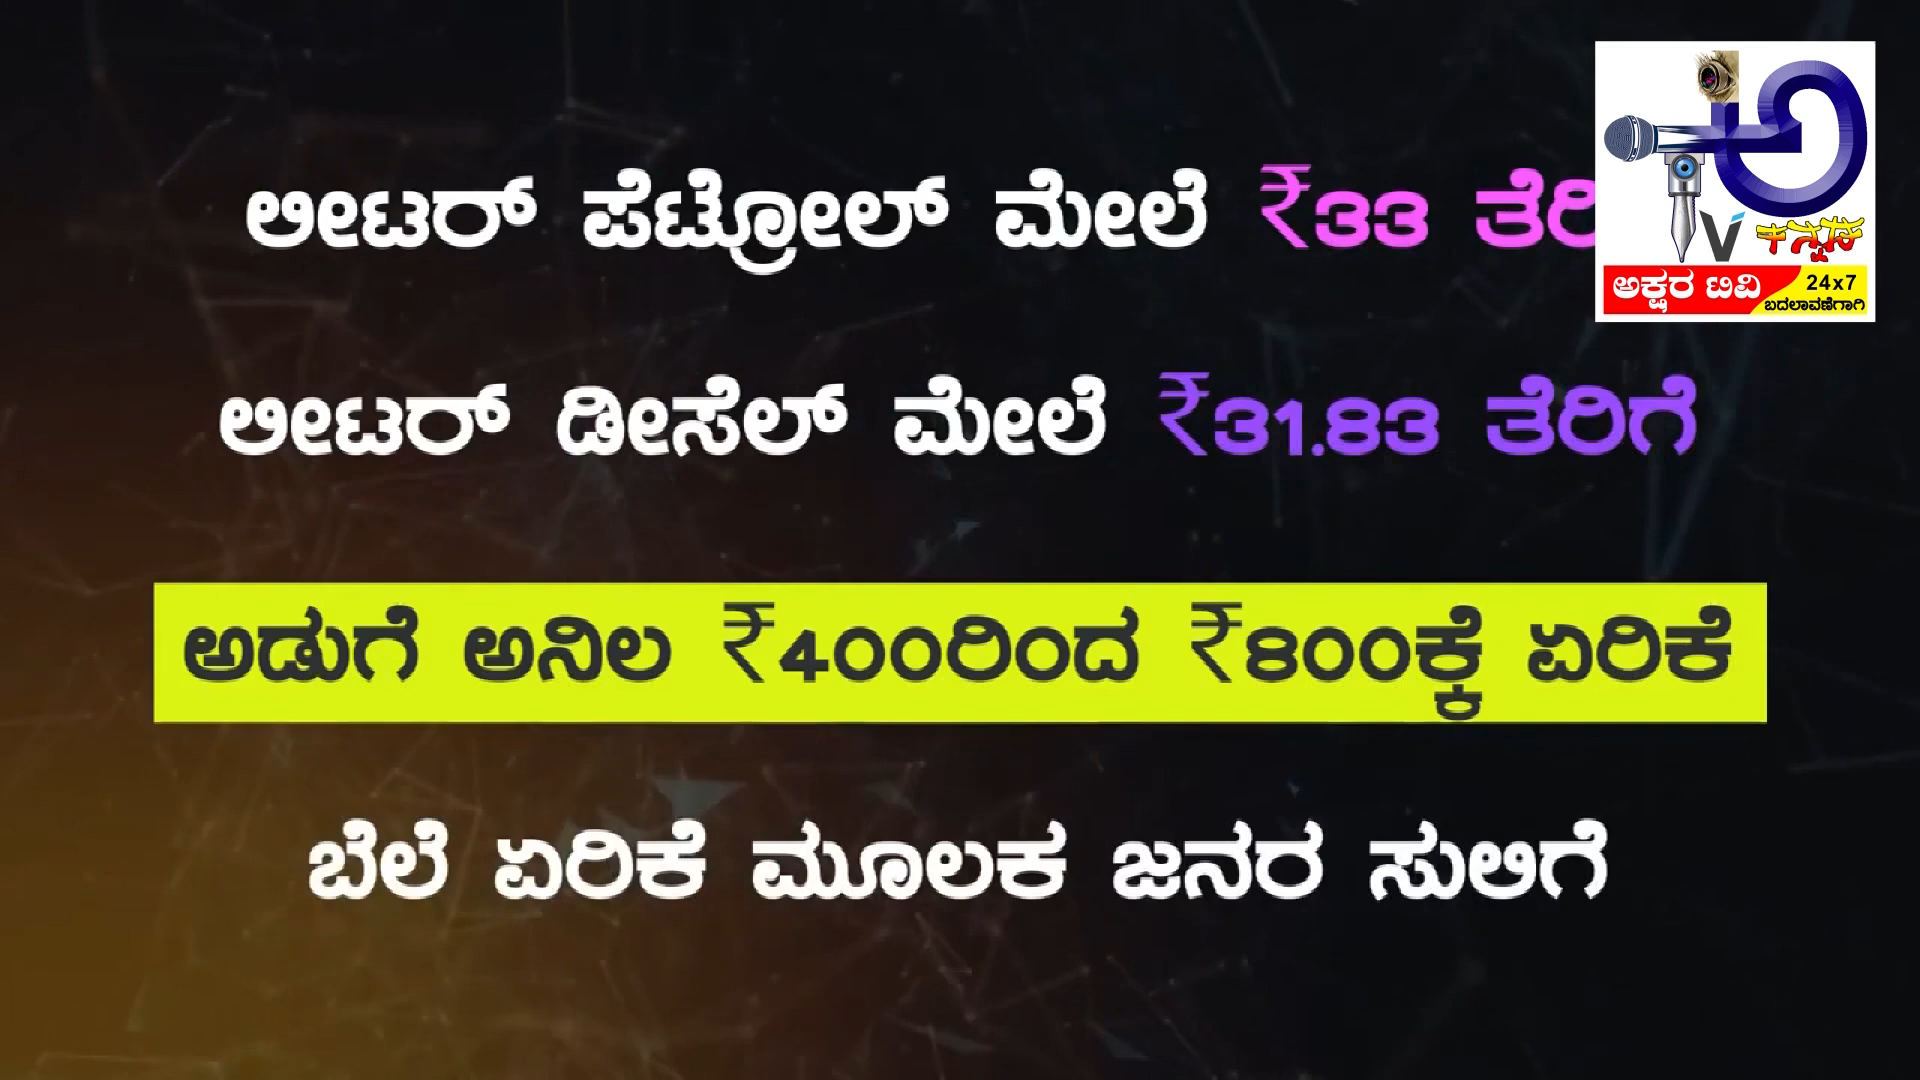 ಲೀಟರ್ ಪೆಟ್ರೋಲ್ ಮೇಲೆ ₹33
ಲೀಟರ್ ಡೀಸೆಲ್ ಮೇಲೆ ₹31.83 ತೆರಿಗೆ
ಅಡುಗೆ ಅನಿಲ ₹400ರಿಂದ ₹800ಕ್ಕೆ ಏರಿಕೆ
ಬೆಲೆ ಏರಿಕೆ ಮೂಲಕ ಜನರ ಸುಲಿಗೆ
ಅಕ್ಷರ ಟಿವಿ
24x7
ಬದಲಾವಣೆಗಾಗಿ